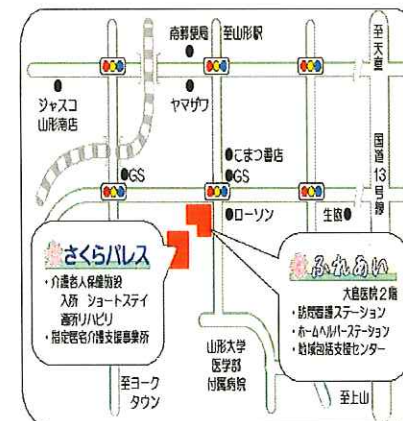 南郵便局
至山形駅
至天童
ジャスコ
山形南店
ヤマザワ
国道13号線
こまつ書店
GS
GS
ローソン
生協
さくらパレス
・介護老人保健施設
入所 ショートステイ
通所リハビリ
・指定居宅介護支援事業所
ふれあい
大島医院2階
・訪問看護ステーション
・ホームヘルパーステーション
・地域包括支援センター
山形大学
医学部
付属病院
至ヨーク
タウン
至上山